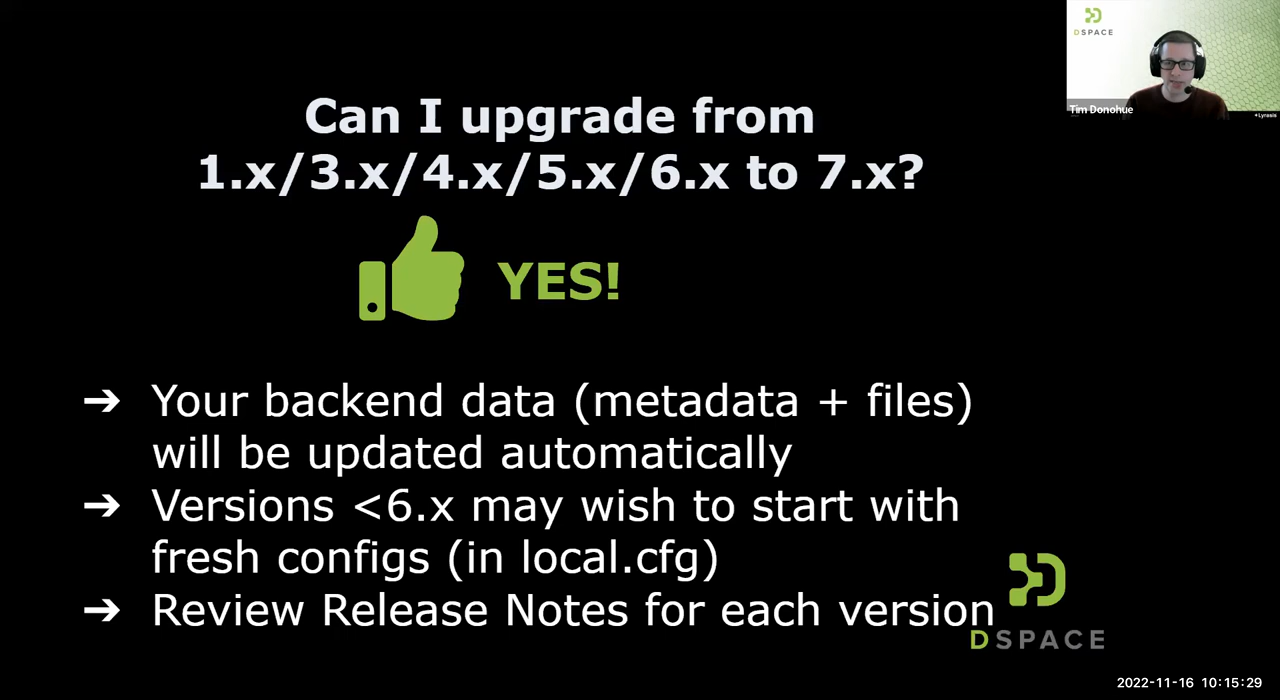 DSPACE
Tim Donohue
Lyrasis
Can I upgrade from
1.x/3.x/4.x/5.x/6.x to 7.x?
YES!
➔ Your backend data (metadata + files)
will be updated automatically
➔ Versions <6.x may wish to start with
fresh configs (in local.cfg)
➔ Review Release Notes for each version
DSPACE
2022-11-16 10:15:29